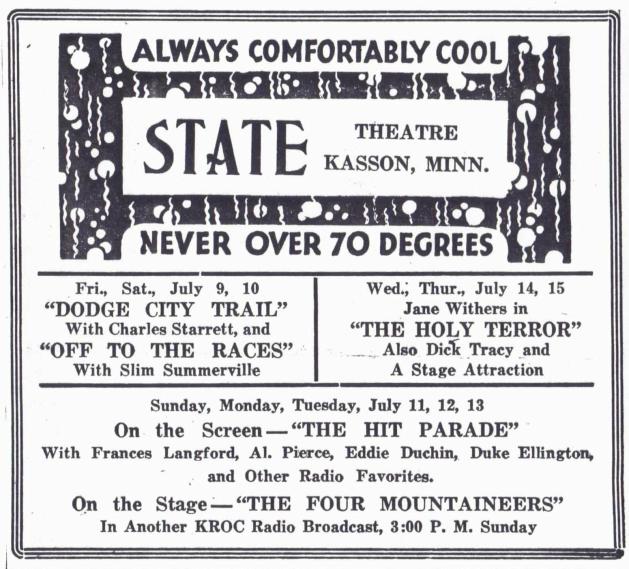 ALWAYS COMFORTABLY COOL
STATE
THEATRE
KASSON, MINN.
NEVER OVER 70 DEGREES
Fri., Sat., July 9, 10
"DODGE CITY TRAIL"
With Charles Starrett, and
"OFF TO THE RACES"
With Slim Summerville
Wed., Thur., July 14, 15
Jane Withers in
"THE HOLY TERROR"
Also Dick Tracy and
A Stage Attraction
Sunday, Monday, Tuesday, July 11, 12, 13
On the Screen—"THE HIT PARADE"
With Frances Langford, Al. Pierce, Eddie Duchin, Duke Ellington,
and Other Radio Favorites.
On the Stage—"THE FOUR MOUNTAINEERS"
In Another KROC Radio Broadcast, 3:00 P. M. Sunday